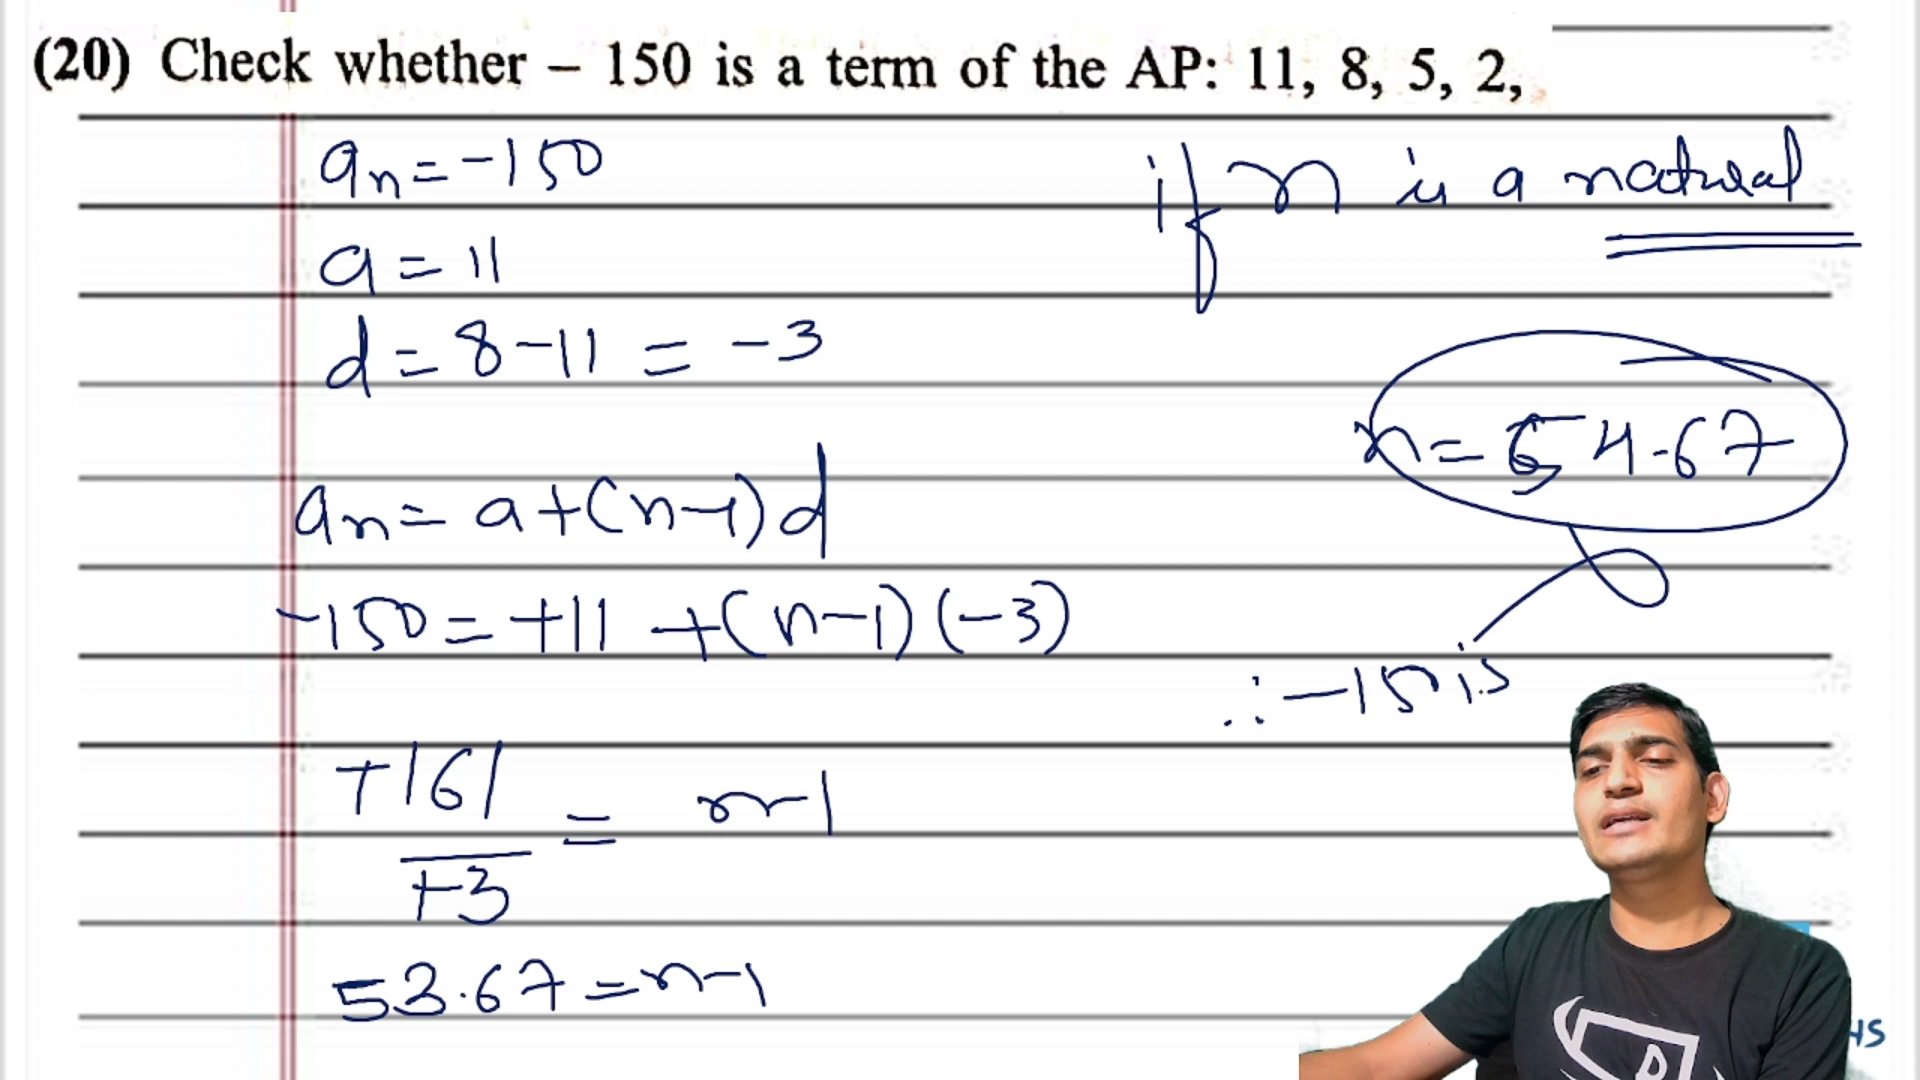 (20) Check whether – 150 is a term of the AP: 11, 8, 5, 2,
an = -150
if n is a natural
a = 11
d = 8-11 = -3
n = 54.67
an = a+(n-1)d
-150 = +11 +(n-1)(-3)
∴ -150 is
+161
= n-1
+3
53.67 = n-1
HS